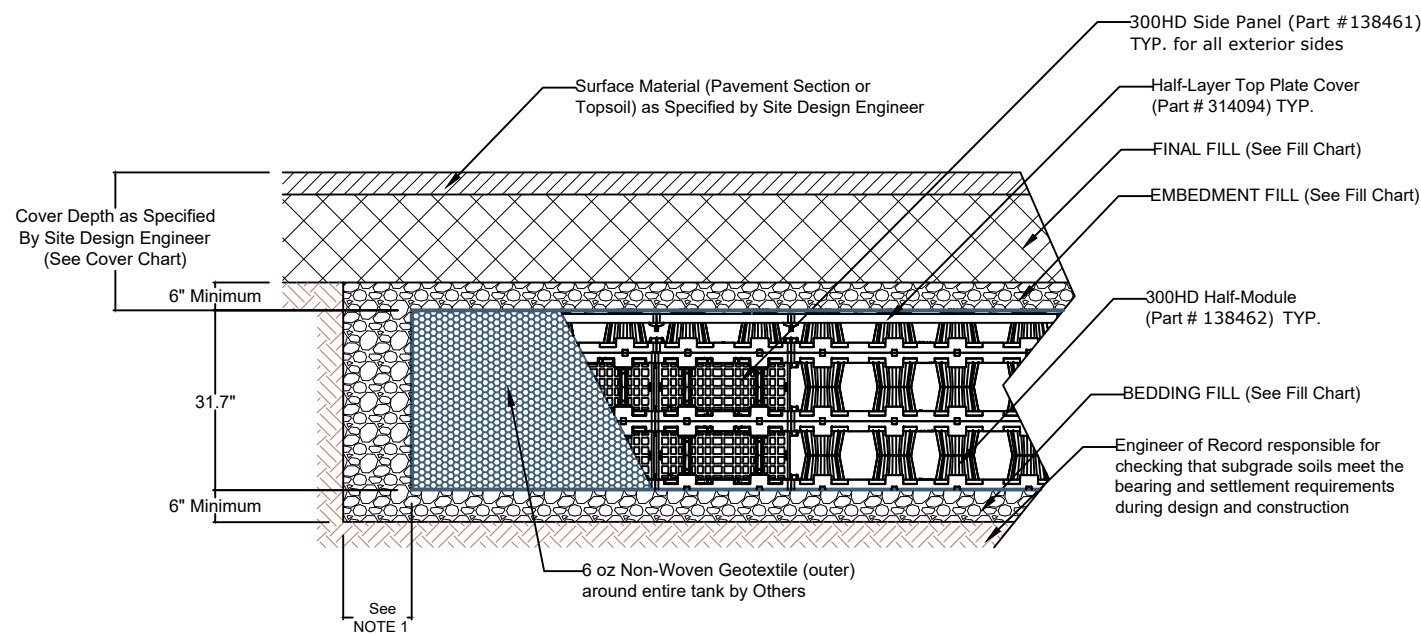 300HD Side Panel (Part #138461)
TYP. for all exterior sides
Surface Material (Pavement Section or
Topsoil) as Specified by Site Design Engineer
Half-Layer Top Plate Cover
(Part # 314094) TYP.
FINAL FILL (See Fill Chart)
EMBEDMENT FILL (See Fill Chart)
Cover Depth as Specified
By Site Design Engineer
(See Cover Chart)
6" Minimum
300HD Half-Module
(Part # 138462) TYP.
31.7"
BEDDING FILL (See Fill Chart)
Engineer of Record responsible for
checking that subgrade soils meet the
bearing and settlement requirements
during design and construction
6" Minimum
6 oz Non-Woven Geotextile (outer)
around entire tank by Others
See
NOTE 1